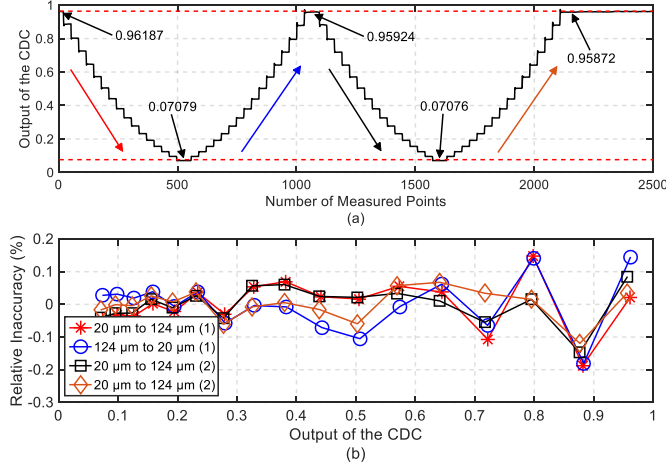 1
0.8
0.6
0.4
0.2
0
Output of the CDC
0.96187
0.95924
0.95872
0.07079
0.07076
0 500 1000 1500 2000 2500
Number of Measured Points
(a)
0.2
0.1
0
-0.1
-0.2
-0.3
Relative Inaccuracy (%)
20 µm to 124 µm (1)
124 µm to 20 µm (1)
20 µm to 124 µm (2)
20 µm to 124 µm (2)
0 0.1 0.2 0.3 0.4 0.5 0.6 0.7 0.8 0.9 1
Output of the CDC
(b)